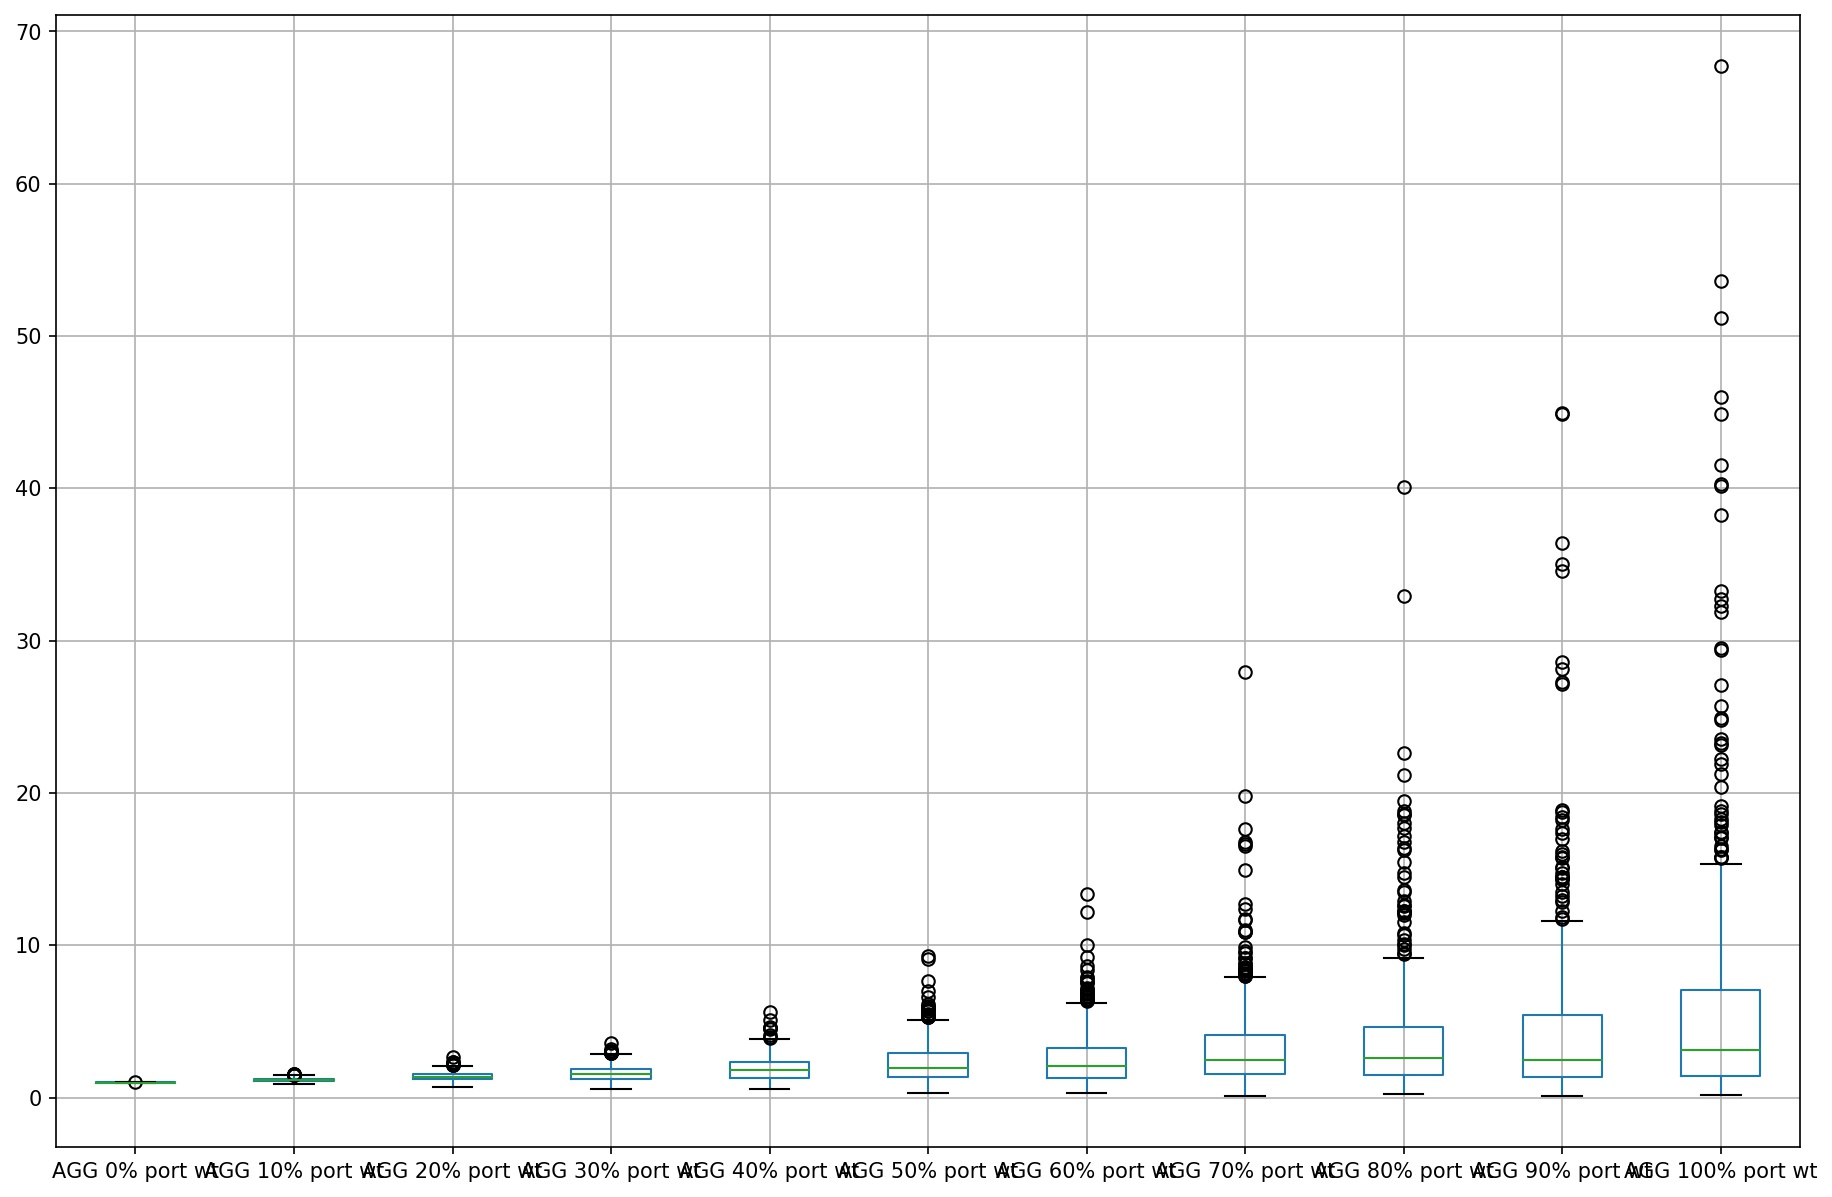 70
60
50
40
30
20
10
0
AGG 0% port wt
AGG 10% port wt
AGG 20% port wt
AGG 30% port wt
AGG 40% port wt
AGG 50% port wt
AGG 60% port wt
AGG 70% port wt
AGG 80% port wt
AGG 90% port wt
AGG 100% port wt